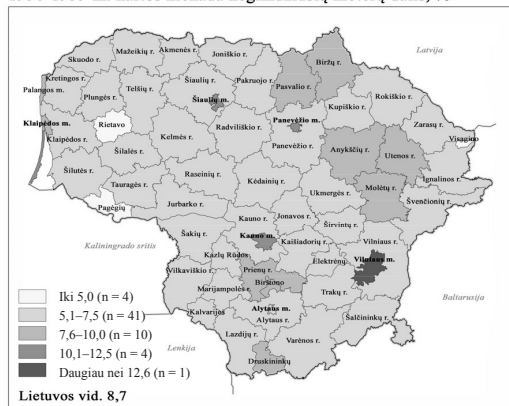 Latvija
Skuodo r.
Mažeikių r.
Akmenės r.
Joniškio r.
Biržų r.
Kretingos r.
Palangos m.
Plungės r.
Telšių r.
Šiaulių r.
Pakruojo r.
Pasvalio r.
Rokiškio r.
Kupiškio r.
Šiaulių m.
Klaipėdos m.
Rietavo
Radviliškio r.
Panevėžio m.
Zarasų r.
Visagino
Klaipėdos r.
Kelmės r.
Panevėžio r.
Anykščių r.
Utenos r.
Šilalės r.
Šilutės r.
Raseinių r.
Kėdainių r.
Ignalinos r.
Tauragės r.
Ukmergės r.
Molėtų r.
Švenčionių r.
Pagėgių
Jurbarko r.
Kauno r.
Jonavos r.
Širvintų r.
Kaliningrado sritis
Šakių r.
Kauno m.
Kaišiadorių r.
Vilniaus r.
Kazlų Rūdos
Elektrėnų
Vilniaus m.
Vilkaviškio r.
Prienų r.
Birštono
Trakų r.
Baltarusija
Marijampolės r.
Kalvarijos
Alytaus m.
Alytaus r.
Šalčininkų r.
Lenkija
Lazdijų r.
Varėnos r.
Druskininkų
Iki 5,0 (n = 4)
5,1–7,5 (n = 41)
7,6–10,0 (n = 10)
10,1–12,5 (n = 4)
Daugiau nei 12,6 (n = 1)
Lietuvos vid. 8,7